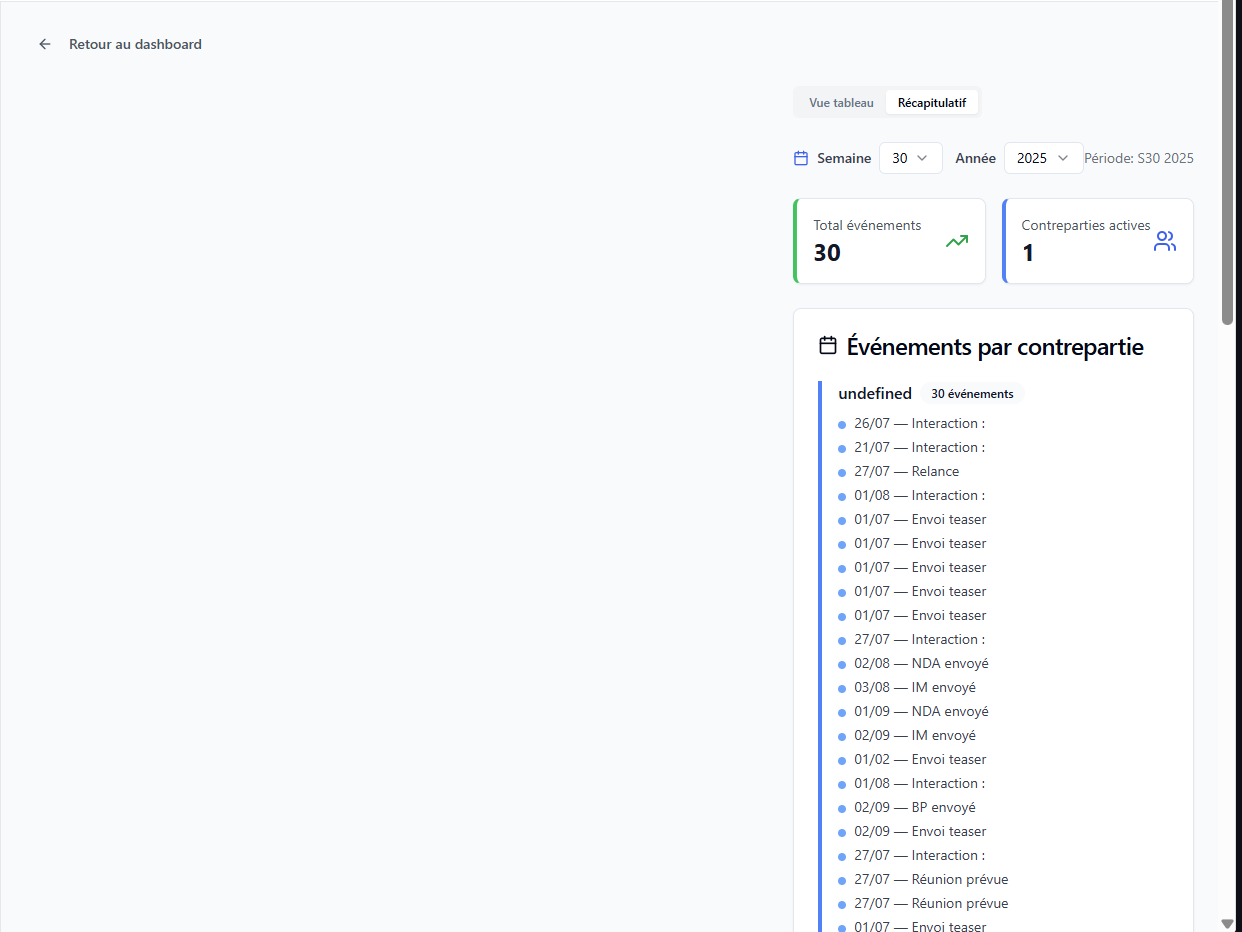 Retour au dashboard
Vue tableau Récapitulatif
Semaine 30 Année 2025 Période: S30 2025
Total événements
30
Contreparties actives
1
Événements par contrepartie
undefined 30 événements
26/07 — Interaction :
21/07 — Interaction :
27/07 — Relance
01/08 — Interaction :
01/07 — Envoi teaser
01/07 — Envoi teaser
01/07 — Envoi teaser
01/07 — Envoi teaser
01/07 — Envoi teaser
27/07 — Interaction :
02/08 — NDA envoyé
03/08 — IM envoyé
01/09 — NDA envoyé
02/09 — IM envoyé
01/02 — Envoi teaser
01/08 — Interaction :
02/09 — BP envoyé
02/09 — Envoi teaser
27/07 — Interaction :
27/07 — Réunion prévue
27/07 — Réunion prévue
01/07 — Envoi teaser